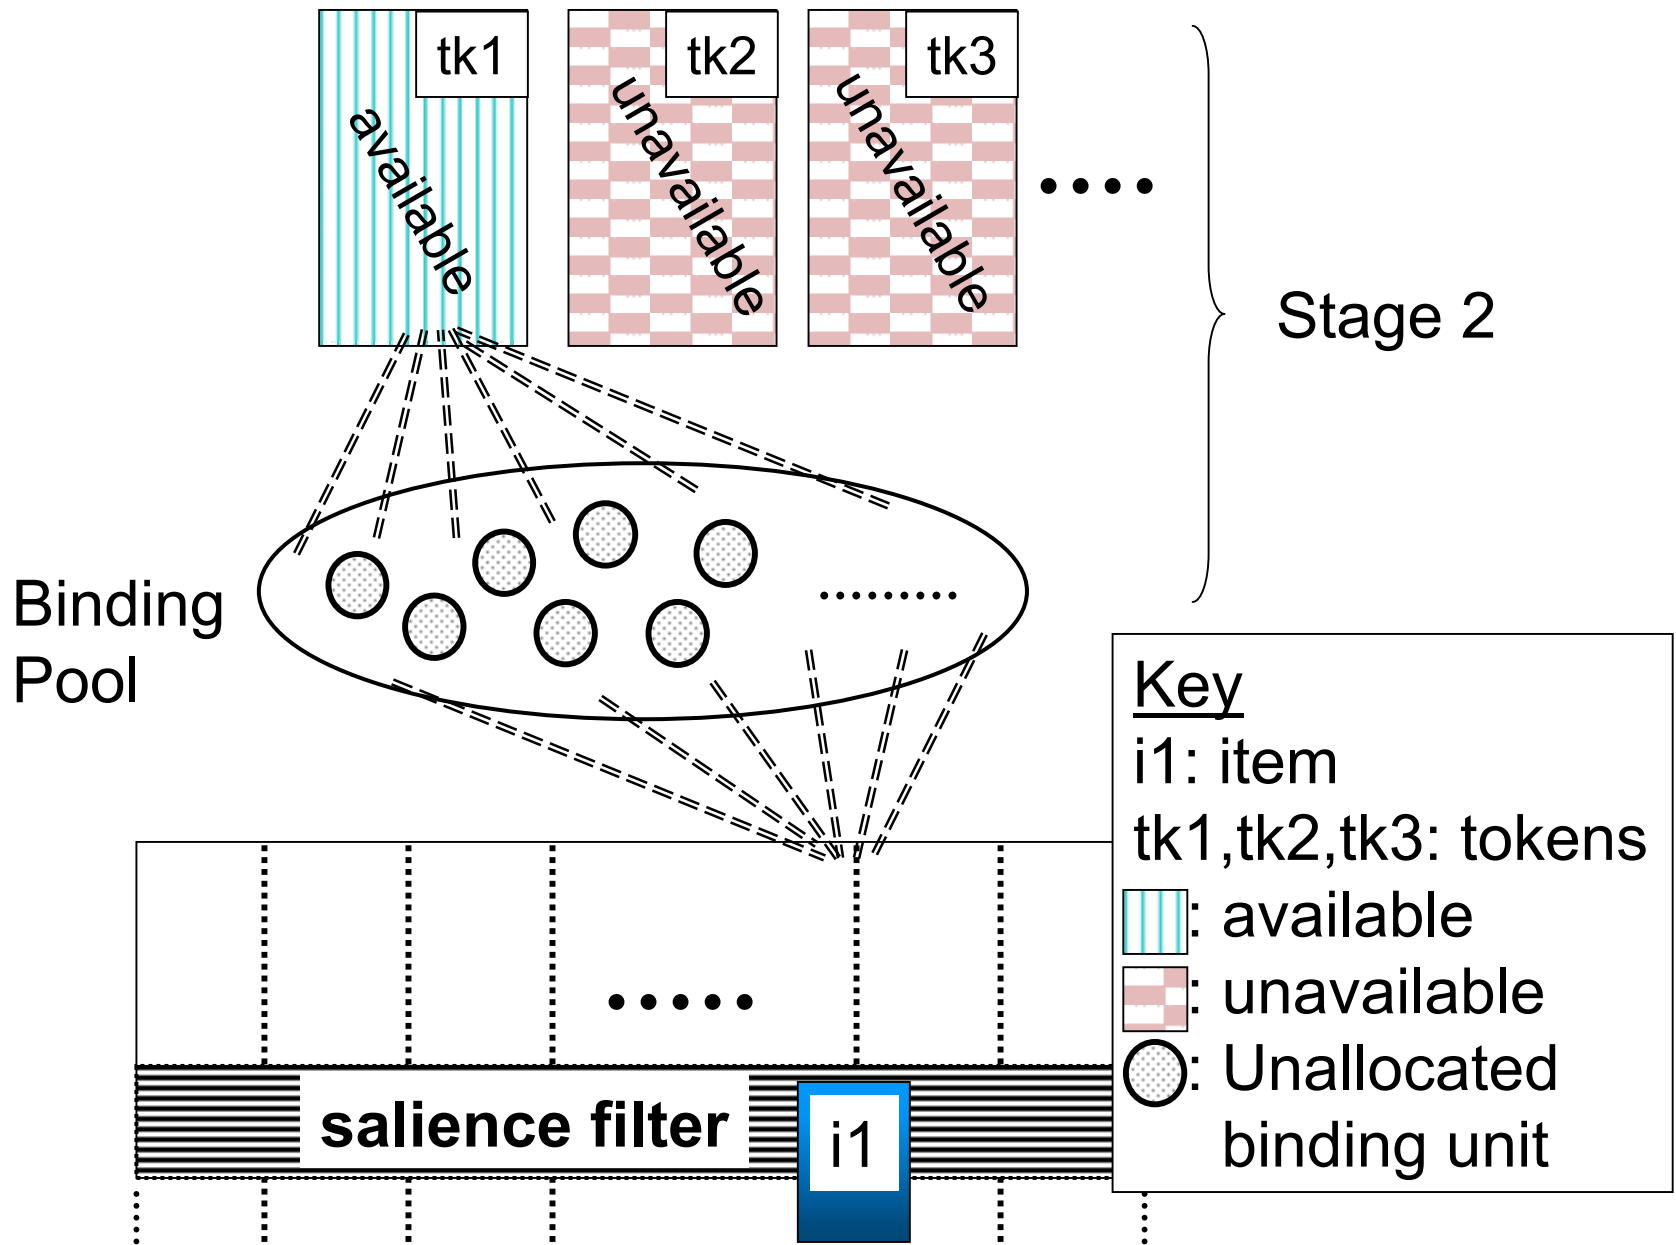 tk1
tk2
tk3
available
unavailable
unavailable
Stage 2
Binding
Pool
Key
i1: item
tk1,tk2,tk3: tokens
: available
: unavailable
: Unallocated
binding unit
salience filter
i1